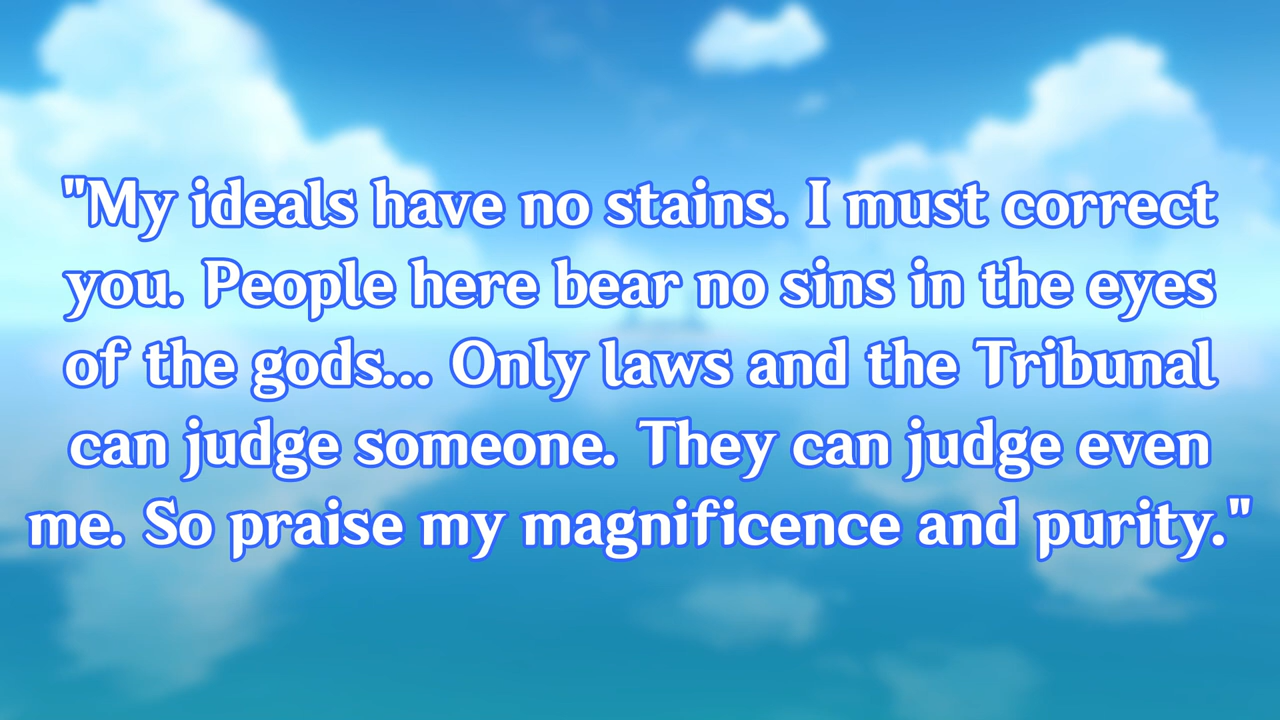 "My ideals have no stains. I must correct
you. People here bear no sins in the eyes
of the gods... Only laws and the Tribunal
can judge someone. They can judge even
me. So praise my magnificence and purity."